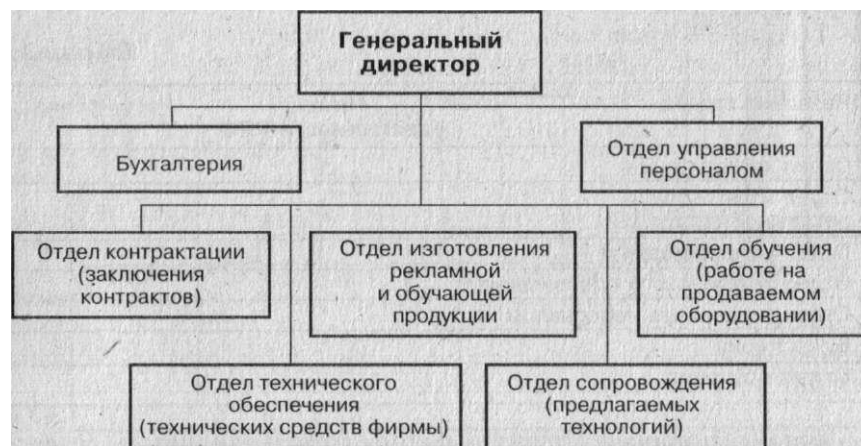 Генеральный
директор
Бухгалтерия
Отдел управления
персоналом
Отдел контрактации
(заключения
контрактов)
Отдел изготовления
рекламной
и обучающей
продукции
Отдел обучения
(работе на
продаваемом
оборудовании)
Отдел технического
обеспечения
(технических средств фирмы)
Отдел сопровождения
(предлагаемых
технологий)